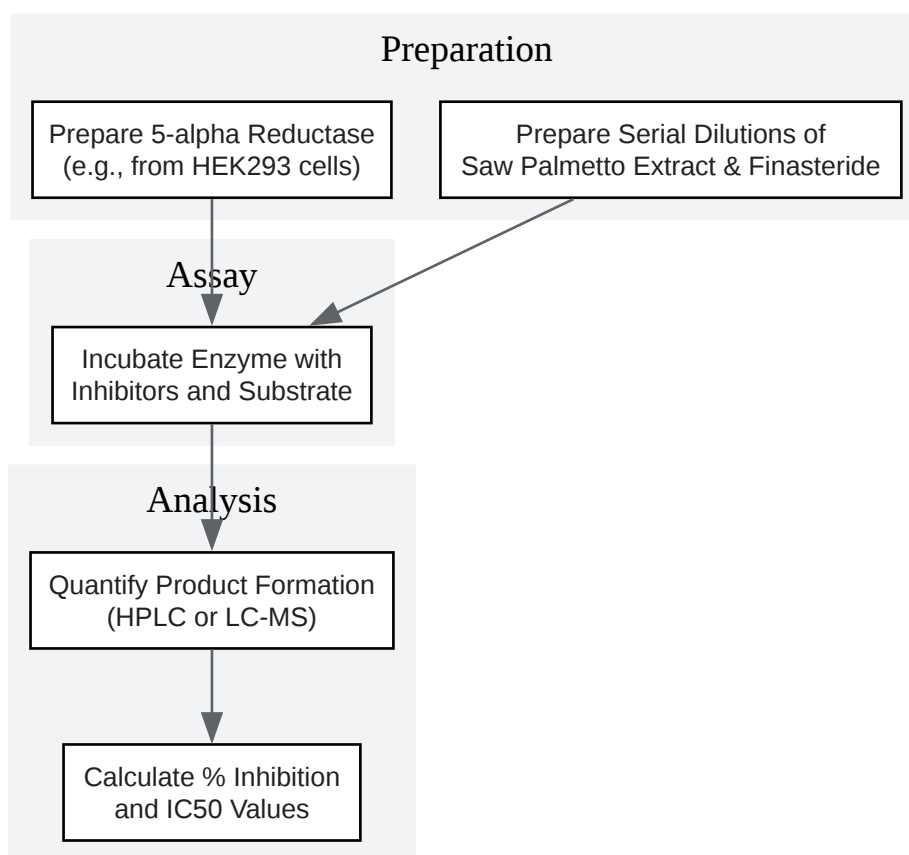 Preparation
Prepare 5-alpha Reductase
(e.g., from HEK293 cells)
Prepare Serial Dilutions of
Saw Palmetto Extract & Finasteride
Assay
Incubate Enzyme with
Inhibitors and Substrate
Analysis
Quantify Product Formation
(HPLC or LC-MS)
Calculate % Inhibition
and IC50 Values